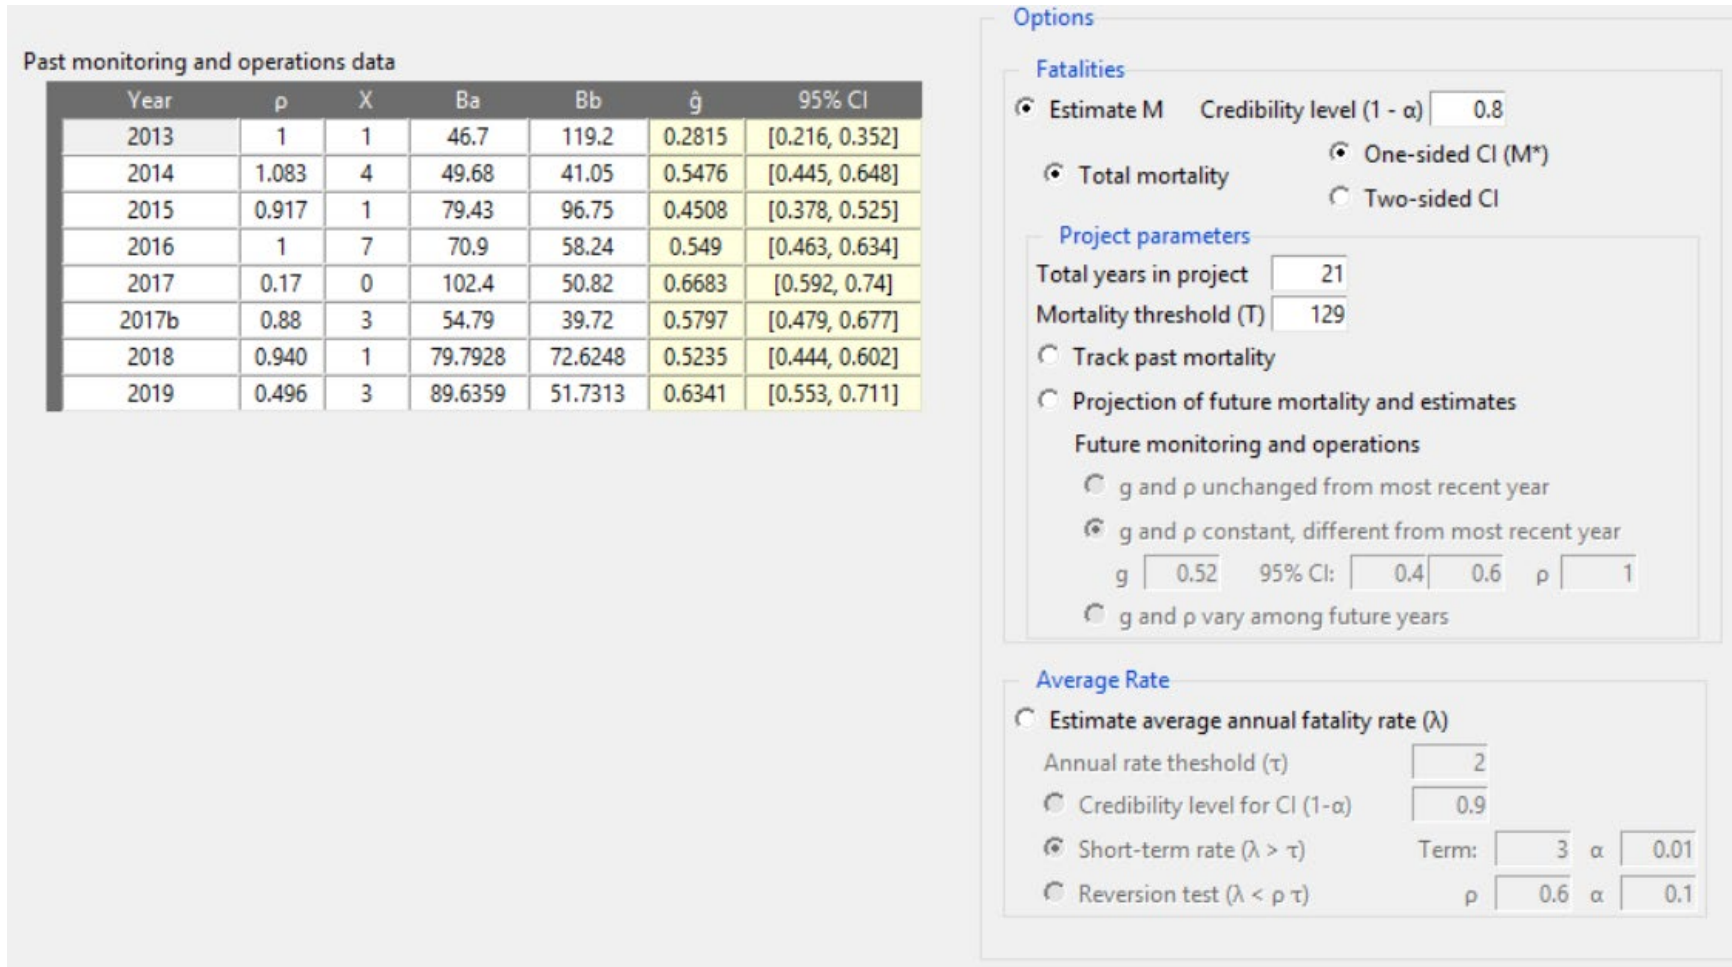 Past monitoring and operations data
Year ρ X Ba Bb ĝ 95% CI
2013 1 1 46.7 119.2 0.2815 [0.216, 0.352]
2014 1.083 4 49.68 41.05 0.5476 [0.445, 0.648]
2015 0.917 1 79.43 96.75 0.4508 [0.378, 0.525]
2016 1 7 70.9 58.24 0.549 [0.463, 0.634]
2017 0.17 0 102.4 50.82 0.6683 [0.592, 0.74]
2017b 0.88 3 54.79 39.72 0.5797 [0.479, 0.677]
2018 0.940 1 79.7928 72.6248 0.5235 [0.444, 0.602]
2019 0.496 3 89.6359 51.7313 0.6341 [0.553, 0.711]
Options
Fatalities
Estimate M Credibility level (1 - α) 0.8
One-sided CI (M*)
Total mortality
Two-sided CI
Project parameters
Total years in project 21
Mortality threshold (T) 129
Track past mortality
Projection of future mortality and estimates
Future monitoring and operations
g and ρ unchanged from most recent year
g and ρ constant, different from most recent year
g 0.52 95% CI: 0.4 0.6 ρ 1
g and ρ vary among future years
Average Rate
Estimate average annual fatality rate (λ)
Annual rate theshold (τ) 2
Credibility level for CI (1-α) 0.9
Short-term rate (λ > τ) Term: 3 α 0.01
Reversion test (λ < ρ τ) ρ 0.6 α 0.1